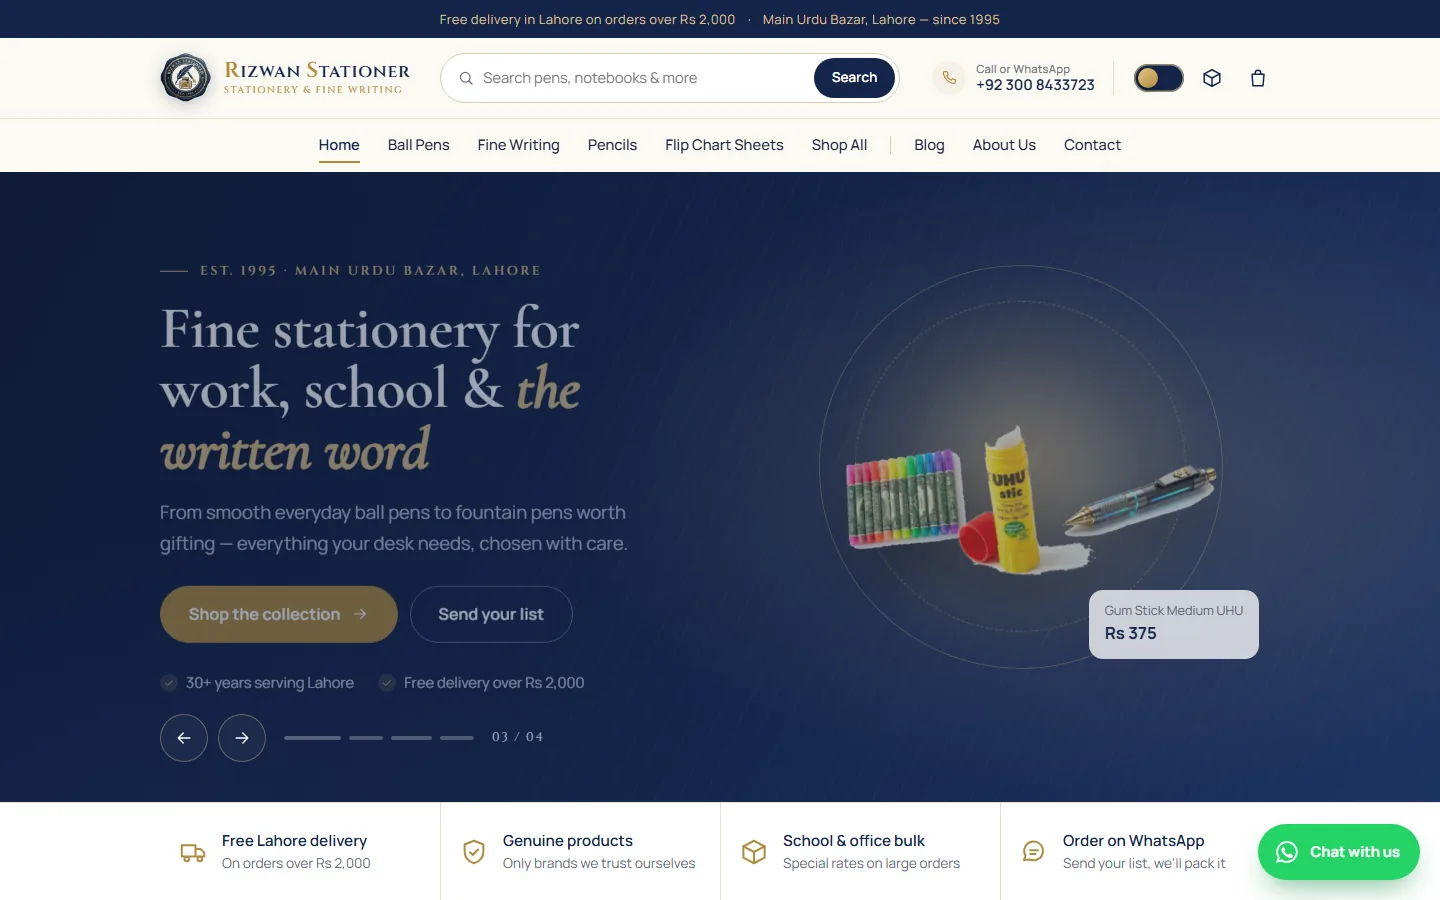 Free delivery in Lahore on orders over Rs 2,000 · Main Urdu Bazar, Lahore — since 1995
Rizwan Stationer
STATIONERY & FINE WRITING
Search pens, notebooks & more
Search
Call or WhatsApp
+92 300 8433723
Home
Ball Pens
Fine Writing
Pencils
Flip Chart Sheets
Shop All
Blog
About Us
Contact
EST. 1995 · MAIN URDU BAZAR, LAHORE
Fine stationery for
work, school & the
written word
From smooth everyday ball pens to fountain pens worth
gifting — everything your desk needs, chosen with care.
Shop the collection →
Send your list
30+ years serving Lahore
Free delivery over Rs 2,000
03 / 04
UHU
stic
Gum Stick Medium UHU
Rs 375
Free Lahore delivery
On orders over Rs 2,000
Genuine products
Only brands we trust ourselves
School & office bulk
Special rates on large orders
Order on WhatsApp
Send your list, we'll pack it
Chat with us